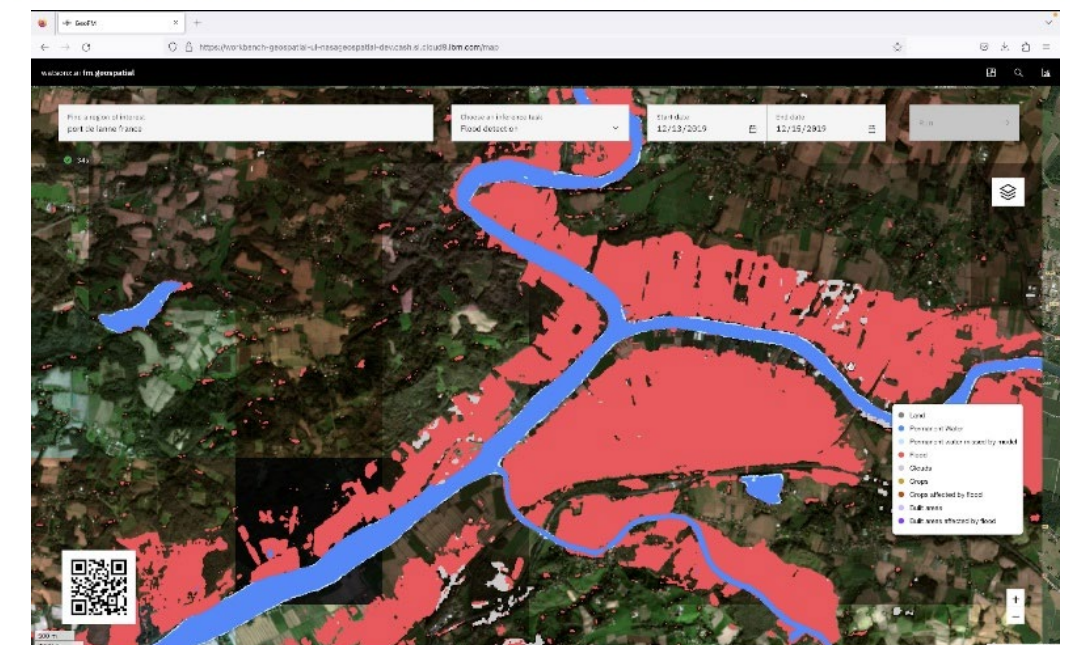 GeoFM
https://workbench-geospatial-ui-nasageospatial-dev.cash.sl.cloud9.ibm.com/map
watsonx.ai fm.geospatial
Find a region of interest
port de lanne france
Choose an inference task
Flood detection
Start date
12/13/2019
End date
12/15/2019
Run
34s
Land
Permanent Water
Permanent water missed by model
Flood
Clouds
Crops
Crops affected by flood
Built areas
Built areas affected by flood